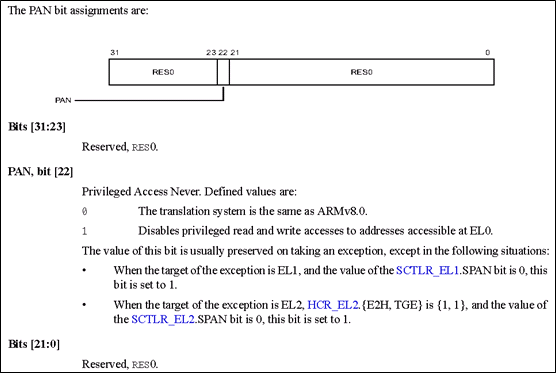 The PAN bit assignments are:
31 23 22 21 0
RES0 RES0
PAN
Bits [31:23]
Reserved, RES0.
PAN, bit [22]
Privileged Access Never. Defined values are:
0 The translation system is the same as ARMv8.0.
1 Disables privileged read and write accesses to addresses accessible at EL0.
The value of this bit is usually preserved on taking an exception, except in the following situations:
• When the target of the exception is EL1, and the value of the SCTLR_EL1.SPAN bit is 0, this
bit is set to 1.
• When the target of the exception is EL2, HCR_EL2.{E2H, TGE} is {1, 1}, and the value of
the SCTLR_EL2.SPAN bit is 0, this bit is set to 1.
Bits [21:0]
Reserved, RES0.